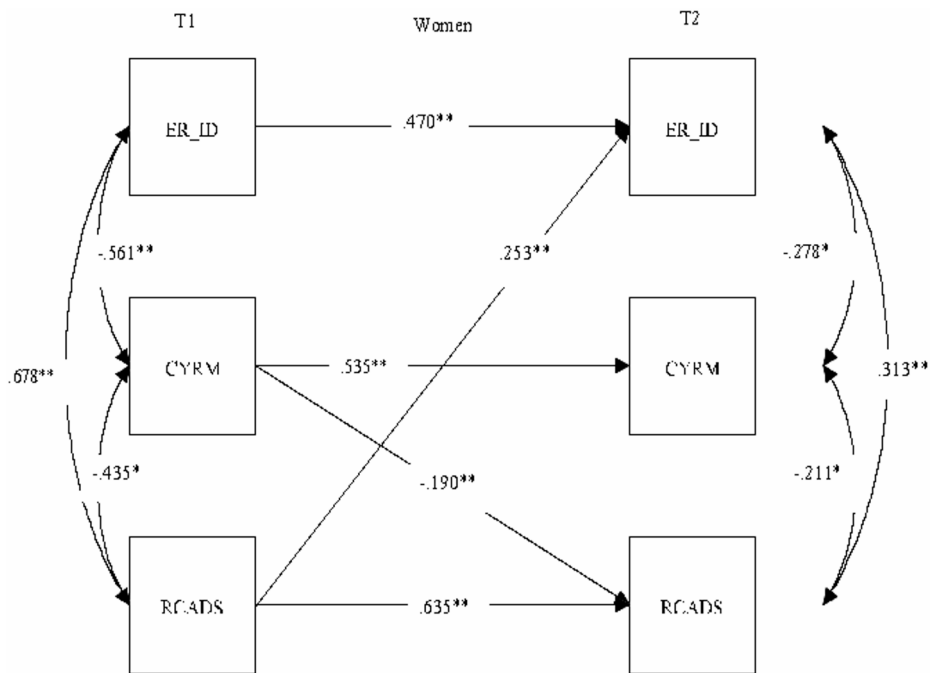 T1 Women T2
ER_ID ER_ID
.470**
-.561** .253** -.278*
CYRM CYRM
.535**
.678** .313**
-.435* -.190** -.211*
RCADS RCADS
.635**